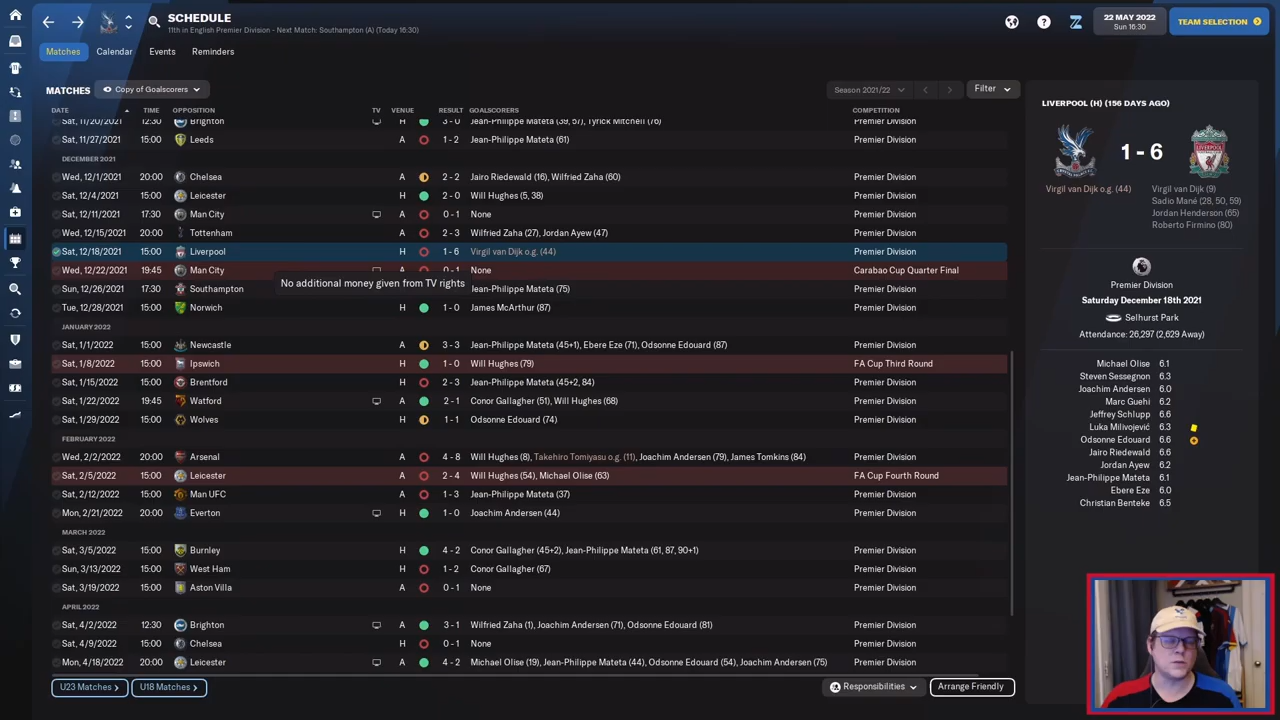 SCHEDULE
11th in English Premier Division - Next Match: Southampton (A) (Today 16:30)
22 MAY 2022
Sun 16:30
TEAM SELECTION
Matches Calendar Events Reminders
MATCHES Copy of Goalscorers Season 2021/22 Filter
DATE TIME OPPOSITION TV VENUE RESULT GOALSCORERS COMPETITION
Sat, 11/20/2021 12:30 Brighton H 3 - 0 Jean-Philippe Mateta (39, 57), Tyrick Mitchell (76) Premier Division
Sat, 11/27/2021 15:00 Leeds A 1 - 2 Jean-Philippe Mateta (61) Premier Division
DECEMBER 2021
Wed, 12/1/2021 20:00 Chelsea A 2 - 2 Jairo Riedewald (16), Wilfried Zaha (60) Premier Division
Sat, 12/4/2021 15:00 Leicester H 2 - 0 Will Hughes (5, 38) Premier Division
Sat, 12/11/2021 17:30 Man City A 0 - 1 None Premier Division
Wed, 12/15/2021 20:00 Tottenham A 2 - 3 Wilfried Zaha (27), Jordan Ayew (47) Premier Division
Sat, 12/18/2021 15:00 Liverpool H 1 - 6 Virgil van Dijk o.g. (44) Premier Division
Wed, 12/22/2021 19:45 Man City A 0 - 1 None Carabao Cup Quarter Final
No additional money given from TV rights
Sun, 12/26/2021 17:30 Southampton Jean-Philippe Mateta (75) Premier Division
Tue, 12/28/2021 15:00 Norwich H 1 - 0 James McArthur (87) Premier Division
JANUARY 2022
Sat, 1/1/2022 15:00 Newcastle A 3 - 3 Jean-Philippe Mateta (45+1), Ebere Eze (71), Odsonne Edouard (87) Premier Division
Sat, 1/8/2022 15:00 Ipswich H 1 - 0 Will Hughes (79) FA Cup Third Round
Sat, 1/15/2022 15:00 Brentford A 2 - 3 Jean-Philippe Mateta (45+2, 84) Premier Division
Sat, 1/22/2022 19:45 Watford A 2 - 1 Conor Gallagher (51), Will Hughes (68) Premier Division
Sat, 1/29/2022 15:00 Wolves H 1 - 1 Odsonne Edouard (74) Premier Division
FEBRUARY 2022
Wed, 2/2/2022 20:00 Arsenal A 4 - 8 Will Hughes (8), Takehiro Tomiyasu o.g. (11), Joachim Andersen (79), James Tomkins (84) Premier Division
Sat, 2/5/2022 15:00 Leicester A 2 - 4 Will Hughes (54), Michael Olise (63) FA Cup Fourth Round
Sat, 2/12/2022 15:00 Man UFC A 1 - 3 Jean-Philippe Mateta (37) Premier Division
Mon, 2/21/2022 20:00 Everton H 1 - 0 Joachim Andersen (44) Premier Division
MARCH 2022
Sat, 3/5/2022 15:00 Burnley H 4 - 2 Conor Gallagher (45+2), Jean-Philippe Mateta (61, 87, 90+1) Premier Division
Sun, 3/13/2022 15:00 West Ham H 1 - 2 Conor Gallagher (67) Premier Division
Sat, 3/19/2022 15:00 Aston Villa A 0 - 1 None Premier Division
APRIL 2022
Sat, 4/2/2022 12:30 Brighton A 3 - 1 Wilfried Zaha (1), Joachim Andersen (71), Odsonne Edouard (81) Premier Division
Sat, 4/9/2022 15:00 Chelsea H 0 - 1 None Premier Division
Mon, 4/18/2022 20:00 Leicester A 4 - 2 Michael Olise (19), Jean-Philippe Mateta (44), Odsonne Edouard (54), Joachim Andersen (75) Premier Division
U23 Matches U18 Matches Responsibilities Arrange Friendly
LIVERPOOL (H) (156 DAYS AGO)
1 - 6
Virgil van Dijk o.g. (44) Virgil van Dijk (9)
Sadio Mané (28, 50, 59)
Jordan Henderson (65)
Roberto Firmino (80)
Premier Division
Saturday December 18th 2021
Selhurst Park
Attendance: 26,297 (2,629 Away)
Michael Olise 6.1
Steven Sessegnon 6.3
Joachim Andersen 6.0
Marc Guehi 6.2
Jeffrey Schlupp 6.6
Luka Milivojević 6.3
Odsonne Edouard 6.6
Jairo Riedewald 6.6
Jordan Ayew 6.2
Jean-Philippe Mateta 6.1
Ebere Eze 6.0
Christian Benteke 6.5